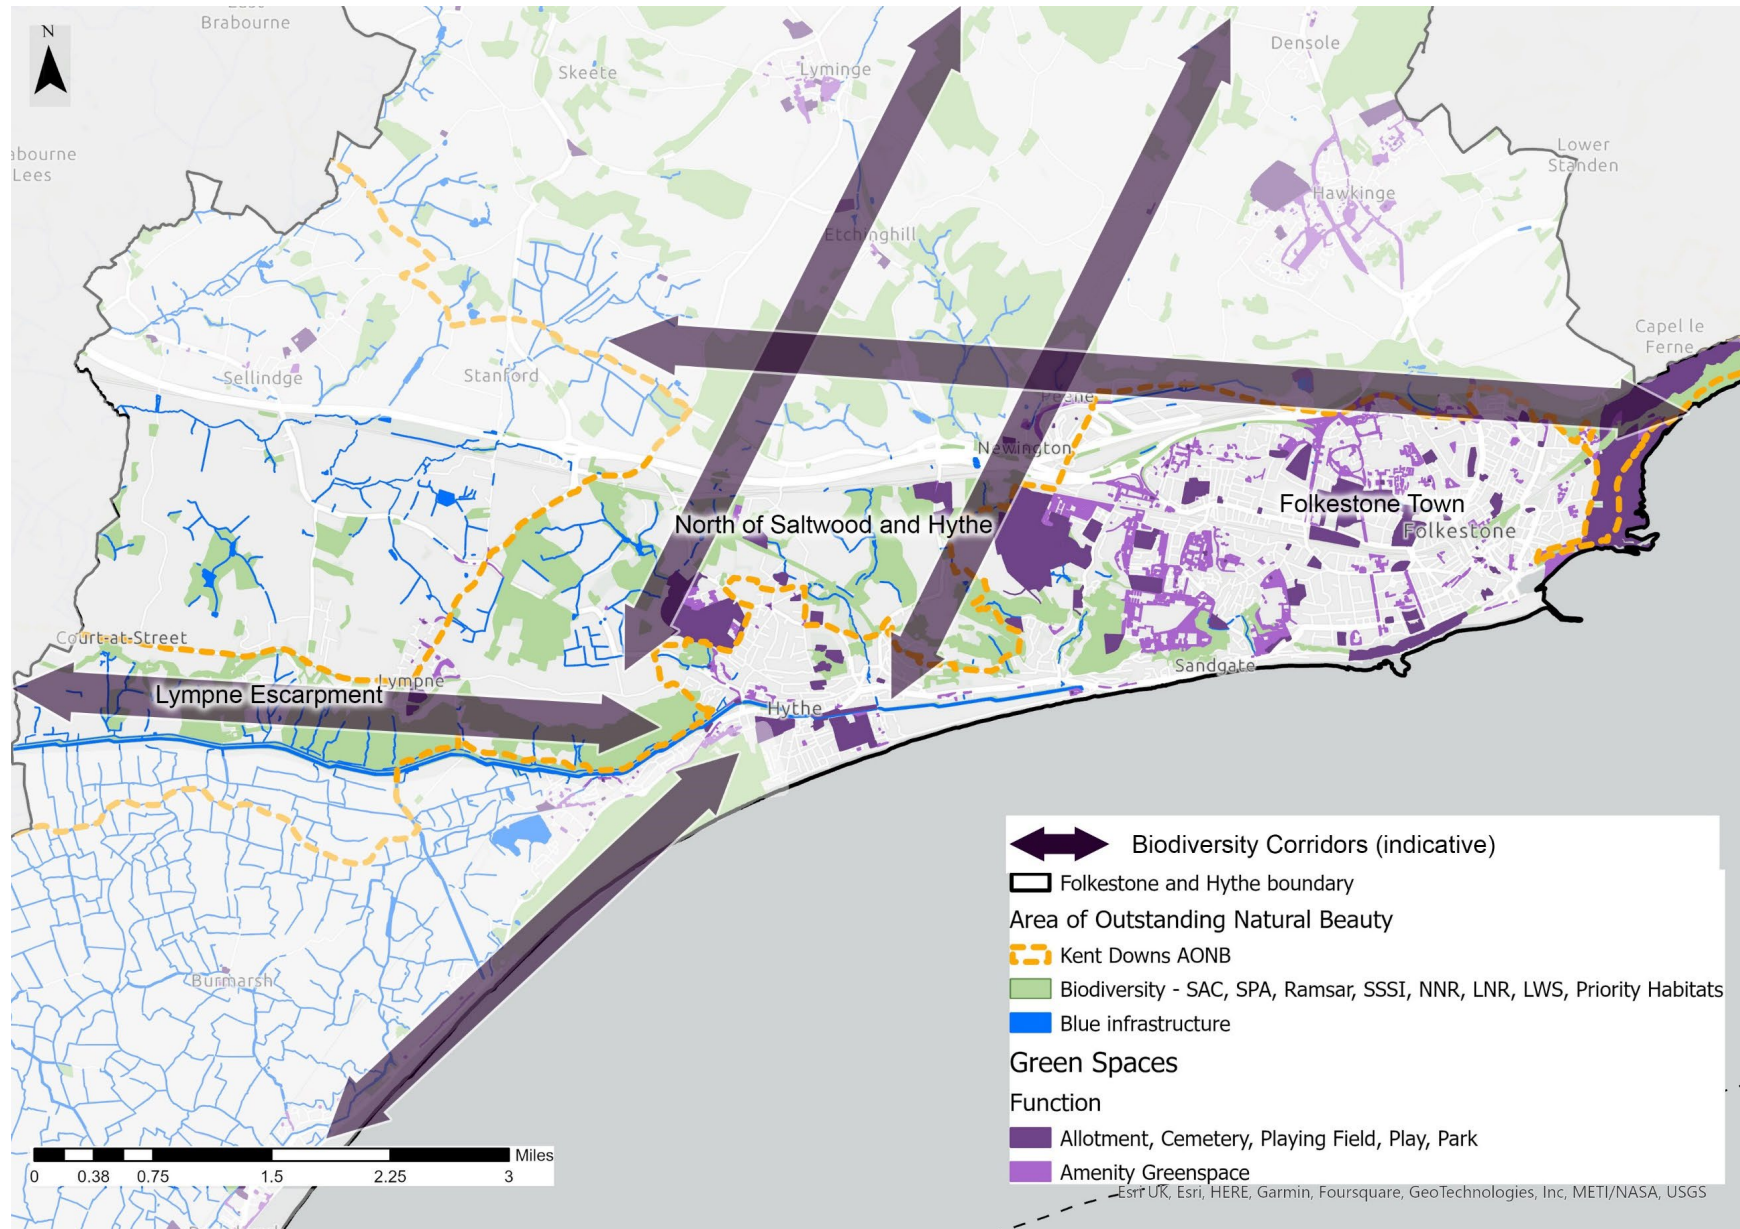 N
Brabourne
Skeete
Lyminge
Densole
Lower
Standen
Lees
Hawkinge
Etchinghill
Capel le
Ferne
Sellindge
Stanford
Peene
Newington
North of Saltwood and Hythe
Folkestone Town
Folkestone
Court-at-Street
Lympne Escarpment
Lympne
Sandgate
Hythe
Burmarsh
Biodiversity Corridors (indicative)
Folkestone and Hythe boundary
Area of Outstanding Natural Beauty
Kent Downs AONB
Biodiversity - SAC, SPA, Ramsar, SSSI, NNR, LNR, LWS, Priority Habitats
Blue infrastructure
Green Spaces
Function
Allotment, Cemetery, Playing Field, Play, Park
Amenity Greenspace
Miles
0 0.38 0.75 1.5 2.25 3
Esri UK, Esri, HERE, Garmin, Foursquare, GeoTechnologies, Inc, METI/NASA, USGS